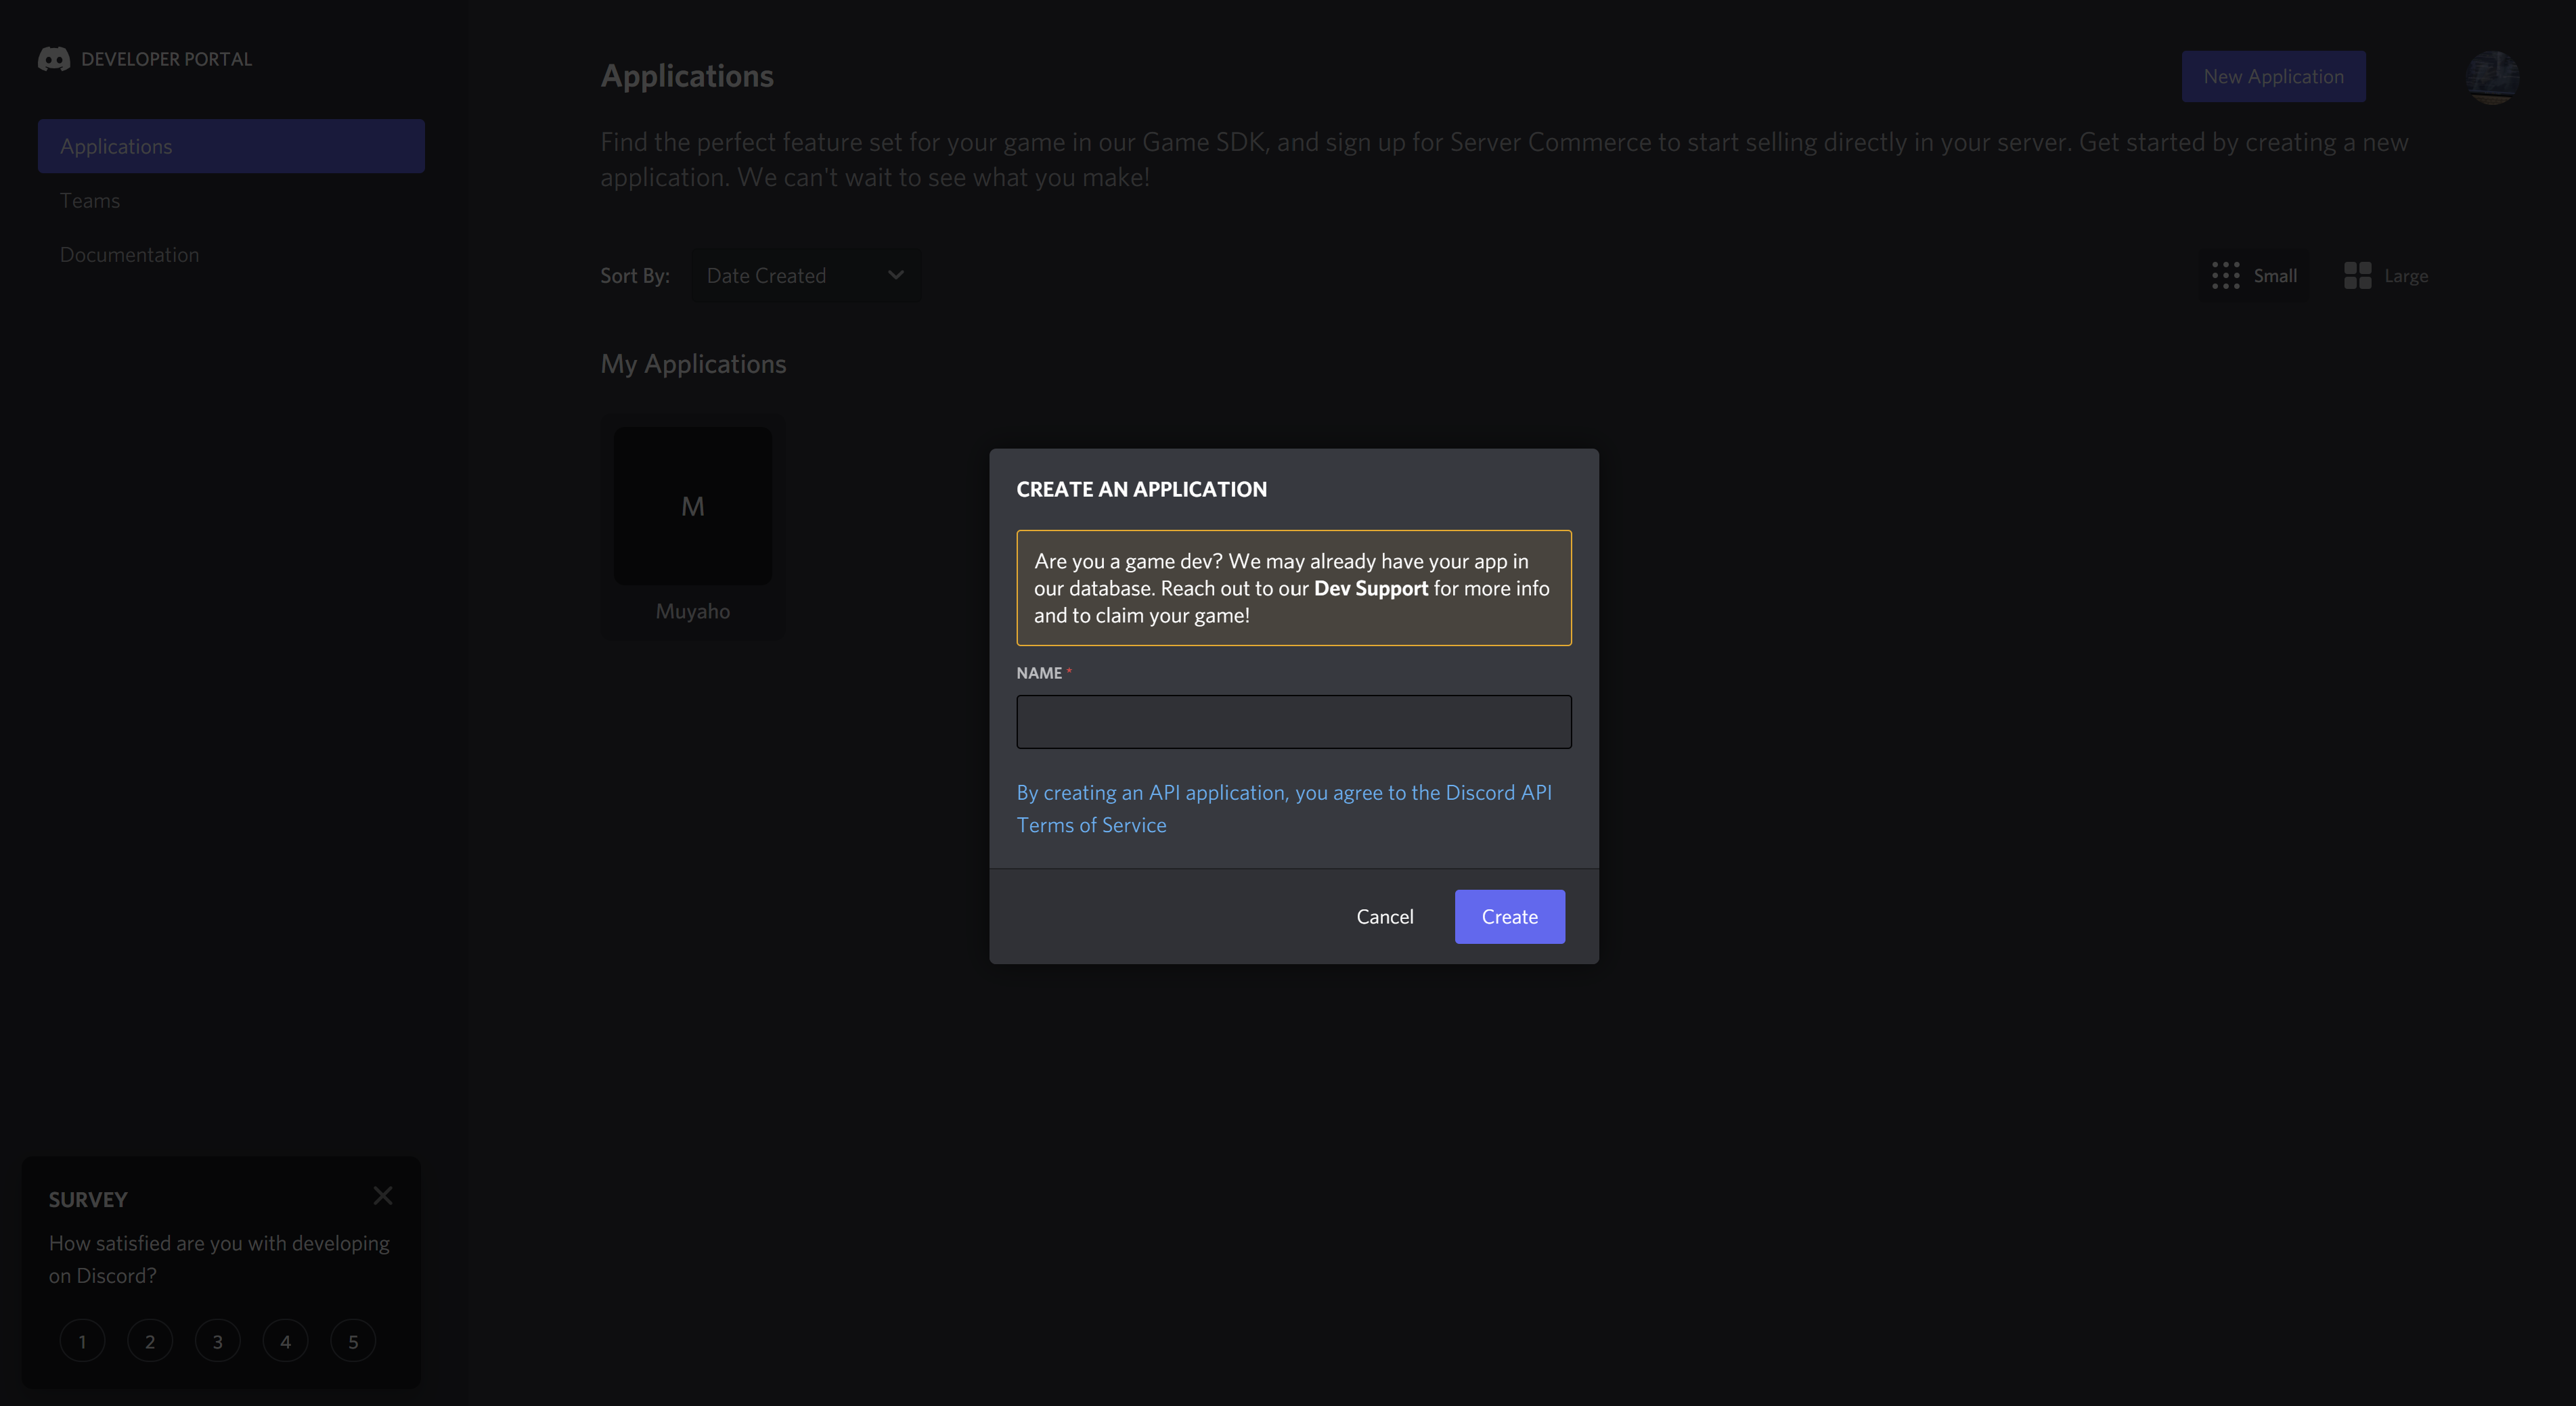 DEVELOPER PORTAL
Applications
Teams
Documentation
Applications
New Application
Find the perfect feature set for your game in our Game SDK, and sign up for Server Commerce to start selling directly in your server. Get started by creating a new
application. We can't wait to see what you make!
Sort By:
Date Created
Small
Large
My Applications
M
Muyaho
CREATE AN APPLICATION
Are you a game dev? We may already have your app in
our database. Reach out to our Dev Support for more info
and to claim your game!
NAME *
By creating an API application, you agree to the Discord API
Terms of Service
Cancel
Create
SURVEY
How satisfied are you with developing
on Discord?
1 2 3 4 5